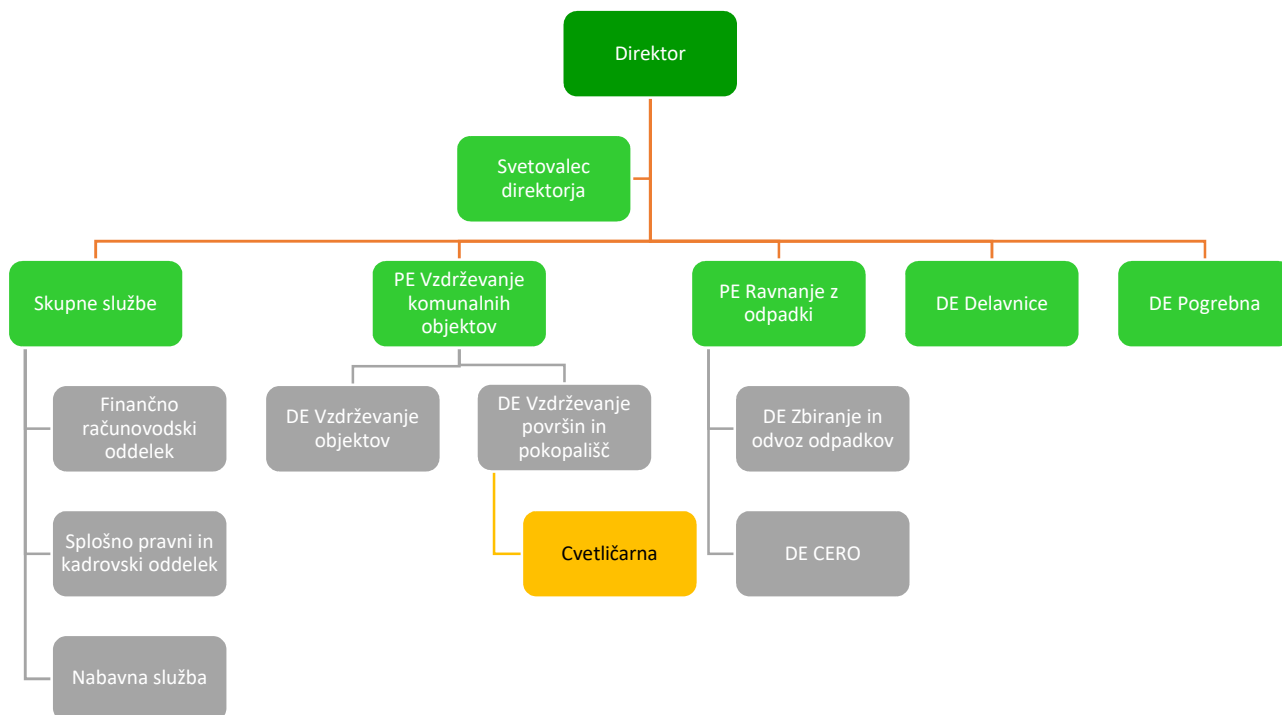 Direktor
Svetovalec
direktorja
Skupne službe
PE Vzdrževanje
komunalnih
objektov
PE Ravnanje z
odpadki
DE Delavnice
DE Pogrebna
Finančno
računovodski
oddelek
DE Vzdrževanje
objektov
DE Vzdrževanje
površin in
pokopališč
DE Zbiranje in
odvoz odpadkov
Splošno pravni in
kadrovski oddelek
Cvetličarna
DE CERO
Nabavna služba